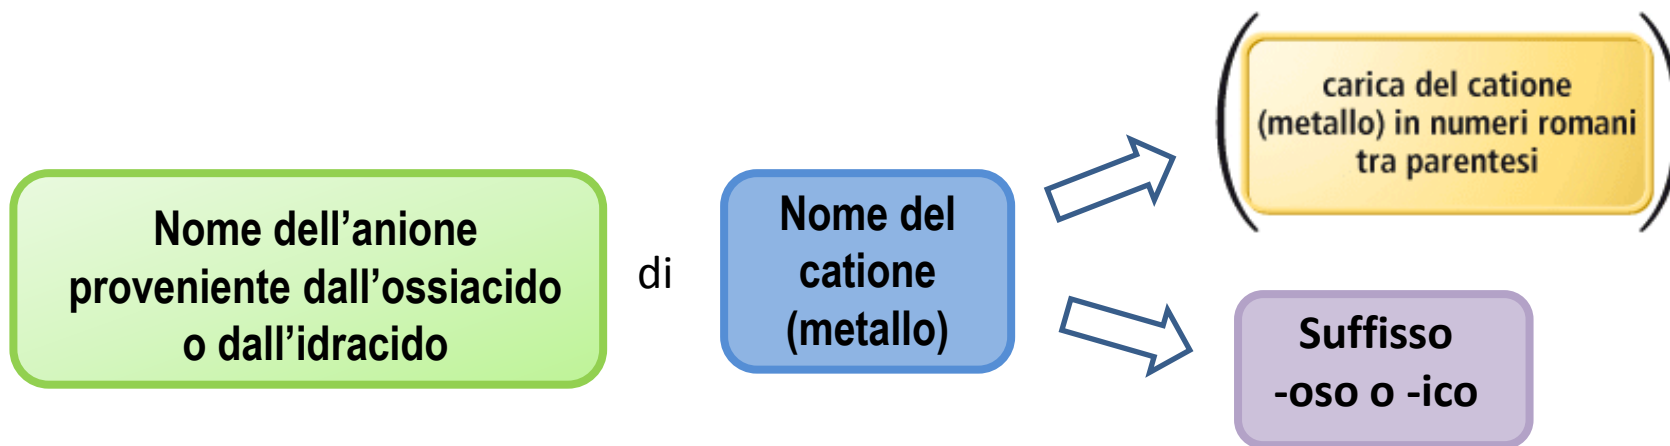 Nome dell’anione
proveniente dall’ossiacido
o dall’idracido
di
Nome del
catione
(metallo)
(carica del catione
(metallo) in numeri romani
tra parentesi)
Suffisso
-oso o -ico